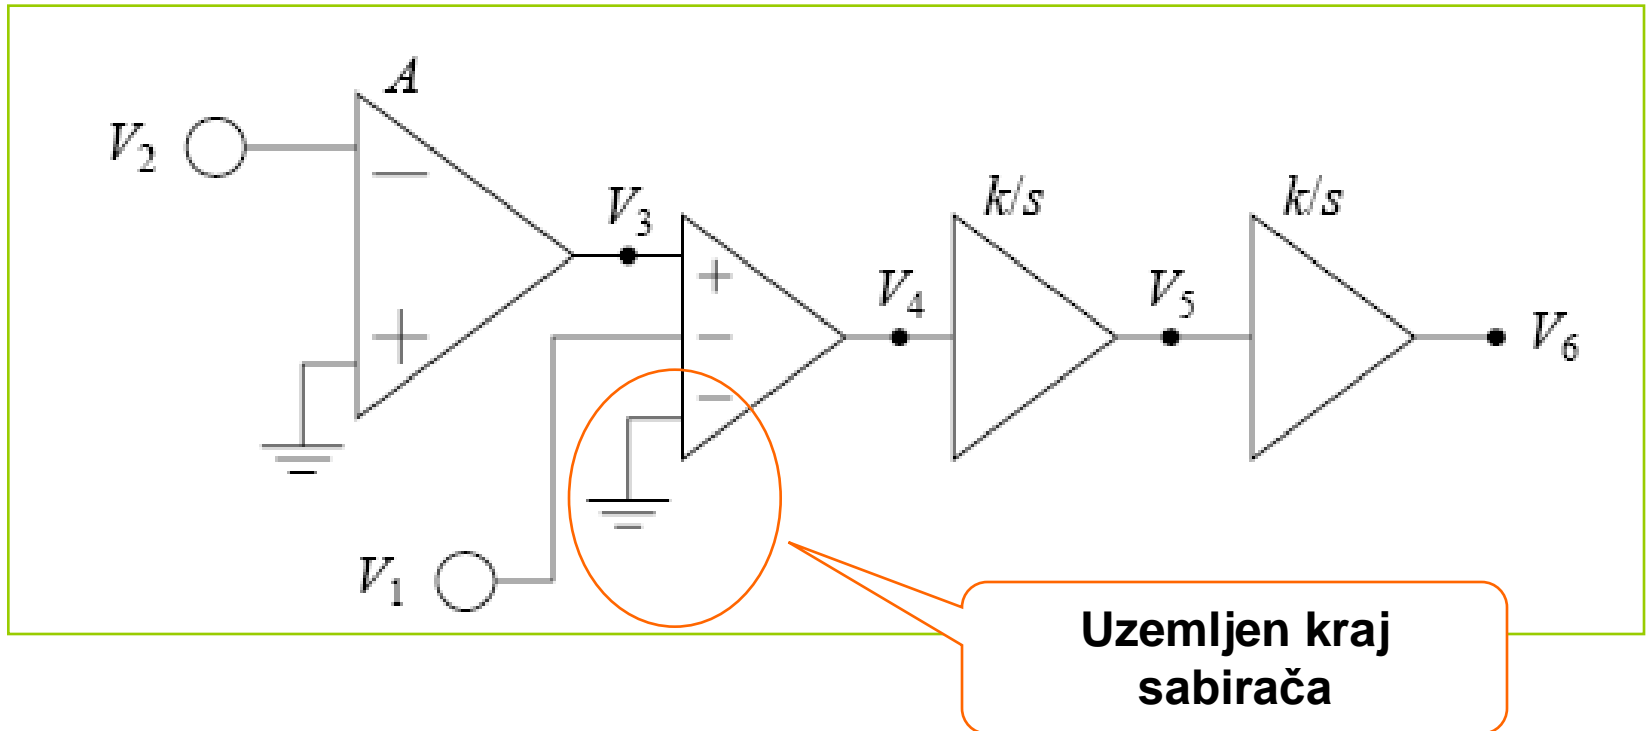 A
V2
−
+
V3
+
−
−
V4
k/s
V5
k/s
V6
V1
Uzemljen kraj
sabirača